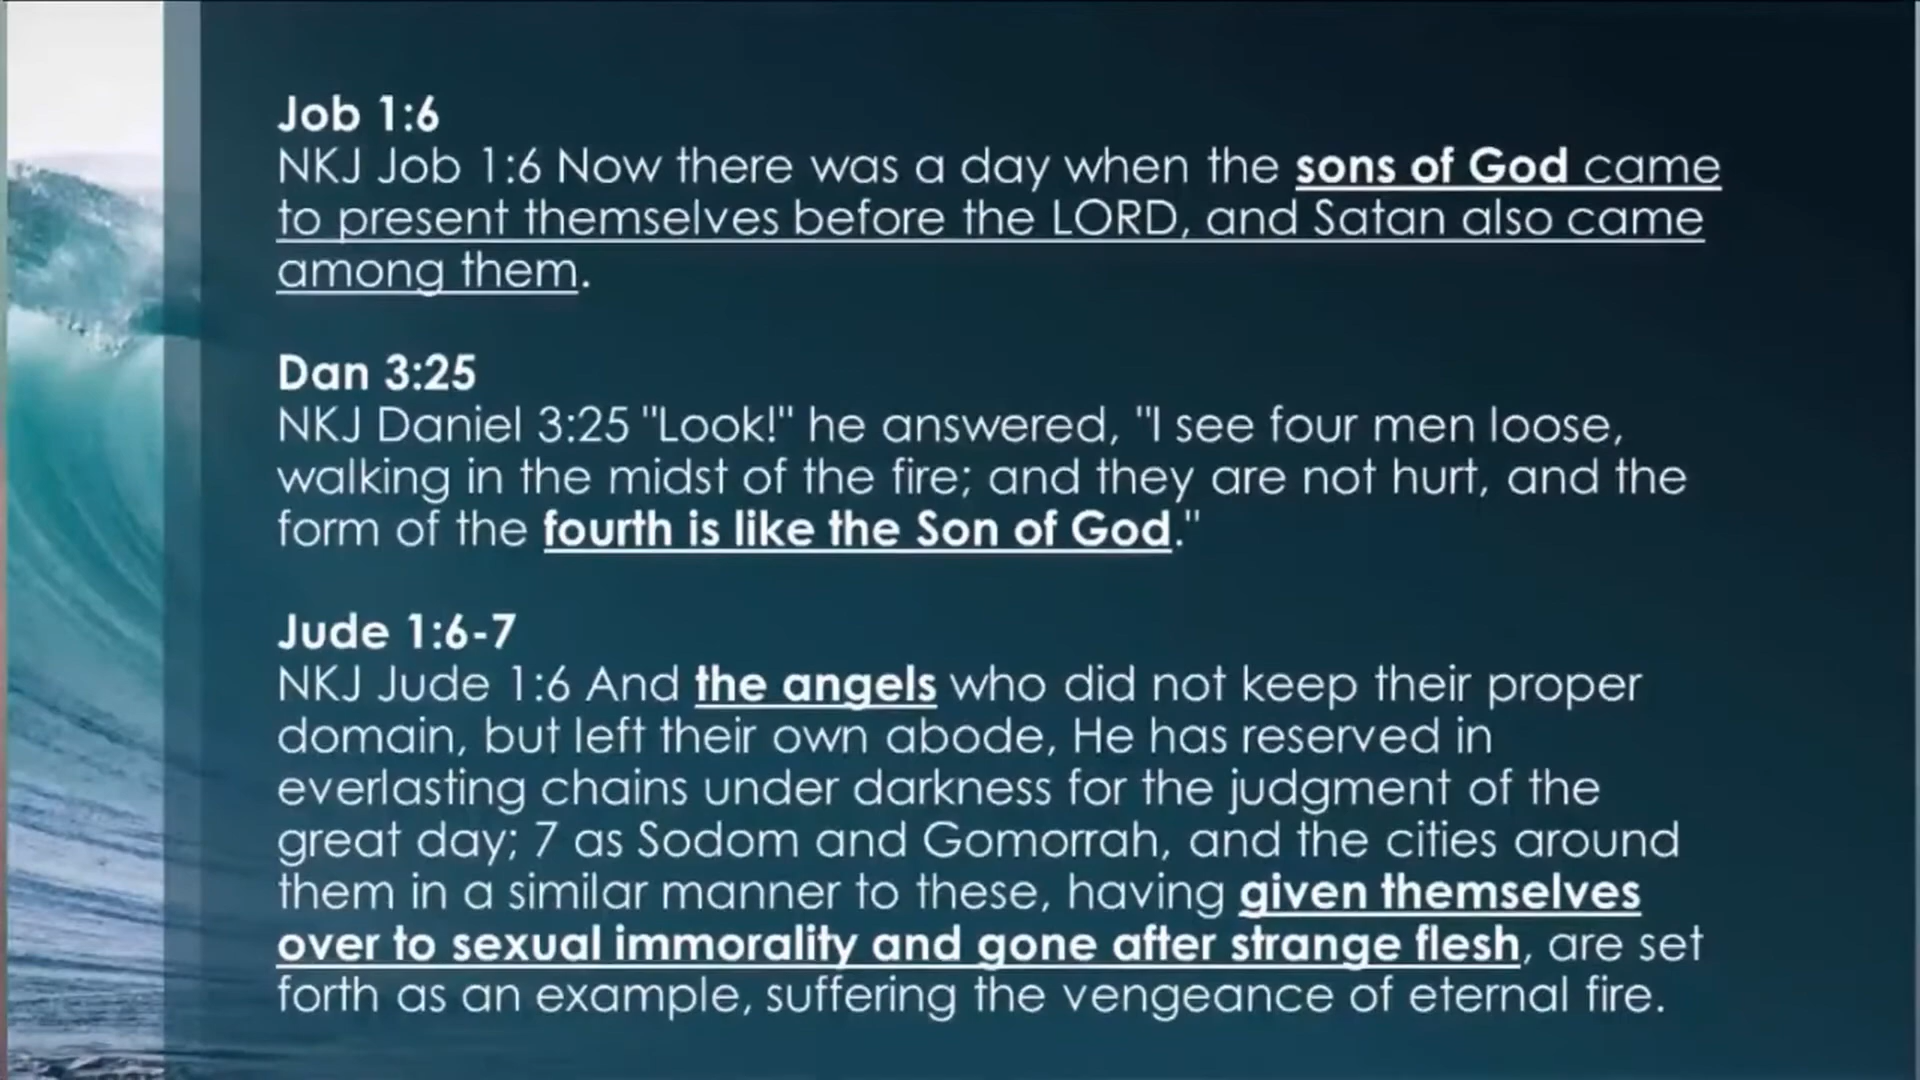 Job 1:6
NKJ Job 1:6 Now there was a day when the sons of God came
to present themselves before the LORD, and Satan also came
among them.
Dan 3:25
NKJ Daniel 3:25 "Look!" he answered, "I see four men loose,
walking in the midst of the fire; and they are not hurt, and the
form of the fourth is like the Son of God."
Jude 1:6-7
NKJ Jude 1:6 And the angels who did not keep their proper
domain, but left their own abode, He has reserved in
everlasting chains under darkness for the judgment of the
great day; 7 as Sodom and Gomorrah, and the cities around
them in a similar manner to these, having given themselves
over to sexual immorality and gone after strange flesh, are set
forth as an example, suffering the vengeance of eternal fire.